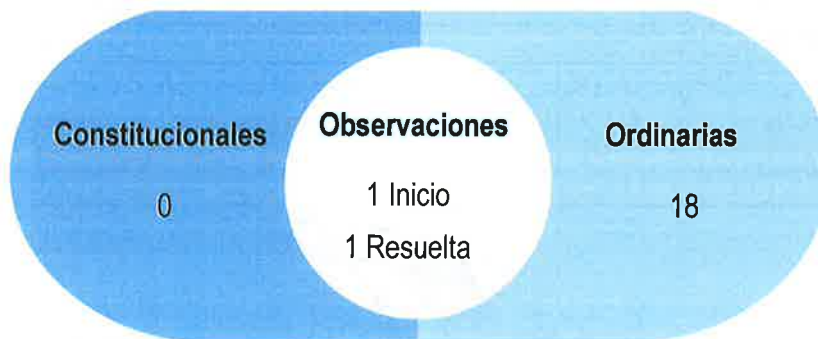 Constitucionales
0
Observaciones
1 Inicio
1 Resuelta
Ordinarias
18